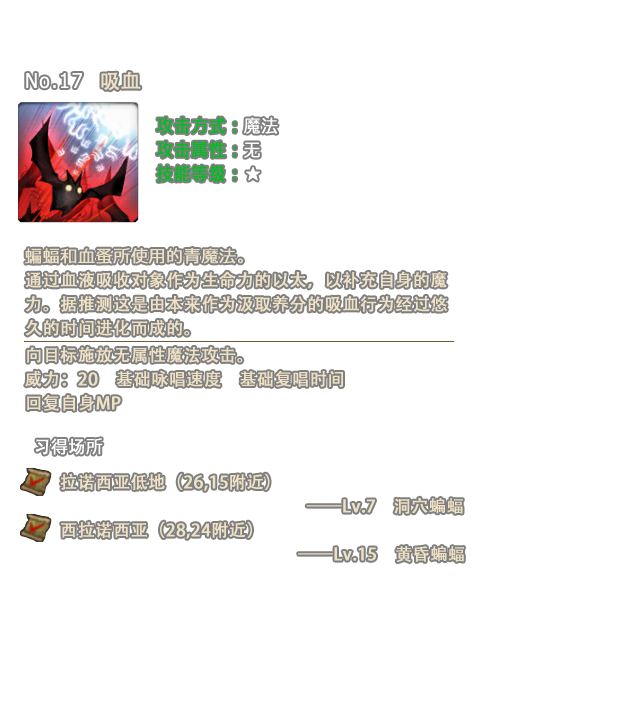 No.17 吸血
攻击方式：魔法
攻击属性：无
技能等级：★
蝙蝠和血蚤所使用的青魔法。
通过血液吸收对象作为生命力的以太，以补充自身的魔
力。据推测这是由本来作为汲取养分的吸血行为经过悠
久的时间进化而成的。
向目标施放无属性魔法攻击。
威力：20 基础咏唱速度 基础复唱时间
回复自身MP
习得场所
拉诺西亚低地（26,15附近）
——Lv.7 洞穴蝙蝠
西拉诺西亚（28,24附近）
——Lv.15 黄昏蝙蝠